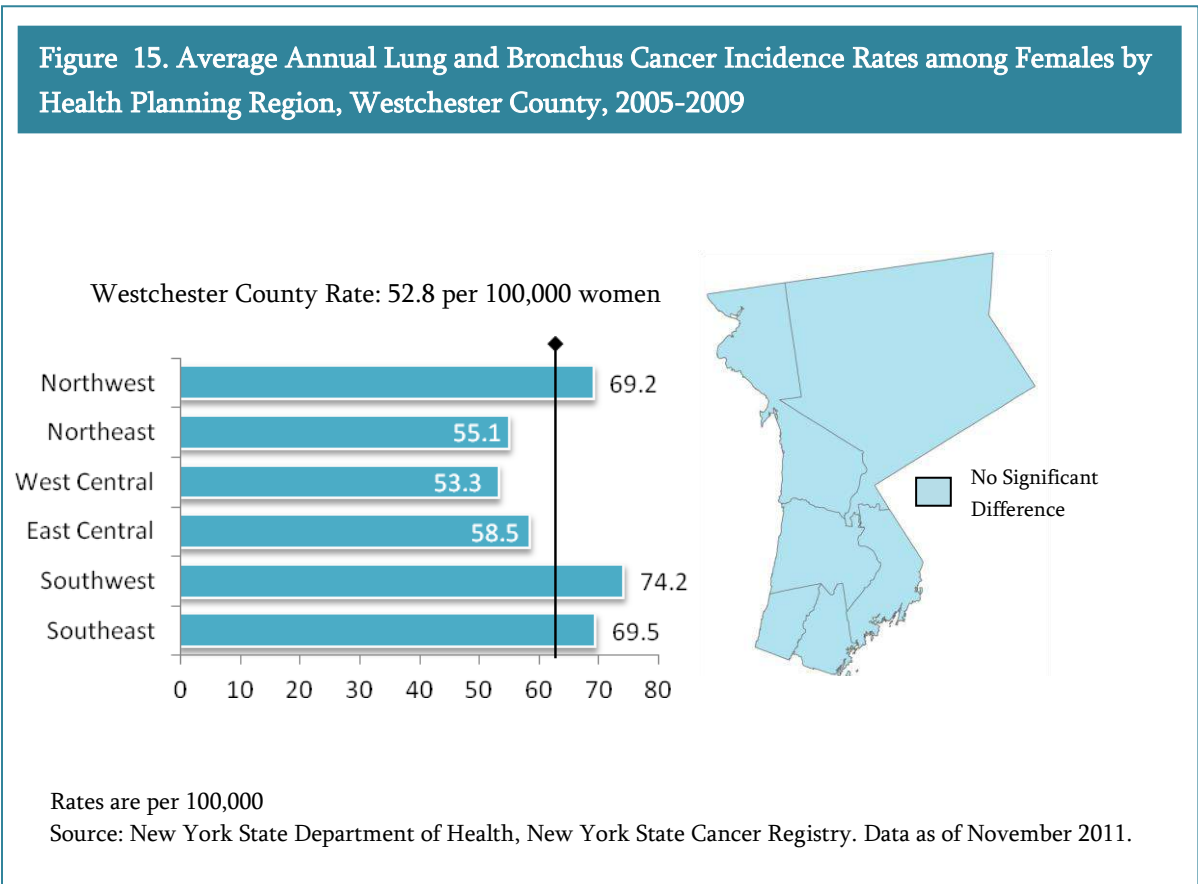 Figure 15. Average Annual Lung and Bronchus Cancer Incidence Rates among Females by
Health Planning Region, Westchester County, 2005-2009
Westchester County Rate: 52.8 per 100,000 women
Northwest 69.2
Northeast 55.1
West Central 53.3
East Central 58.5
Southwest 74.2
Southeast 69.5
0 10 20 30 40 50 60 70 80
No Significant
Difference
Rates are per 100,000
Source: New York State Department of Health, New York State Cancer Registry. Data as of November 2011.